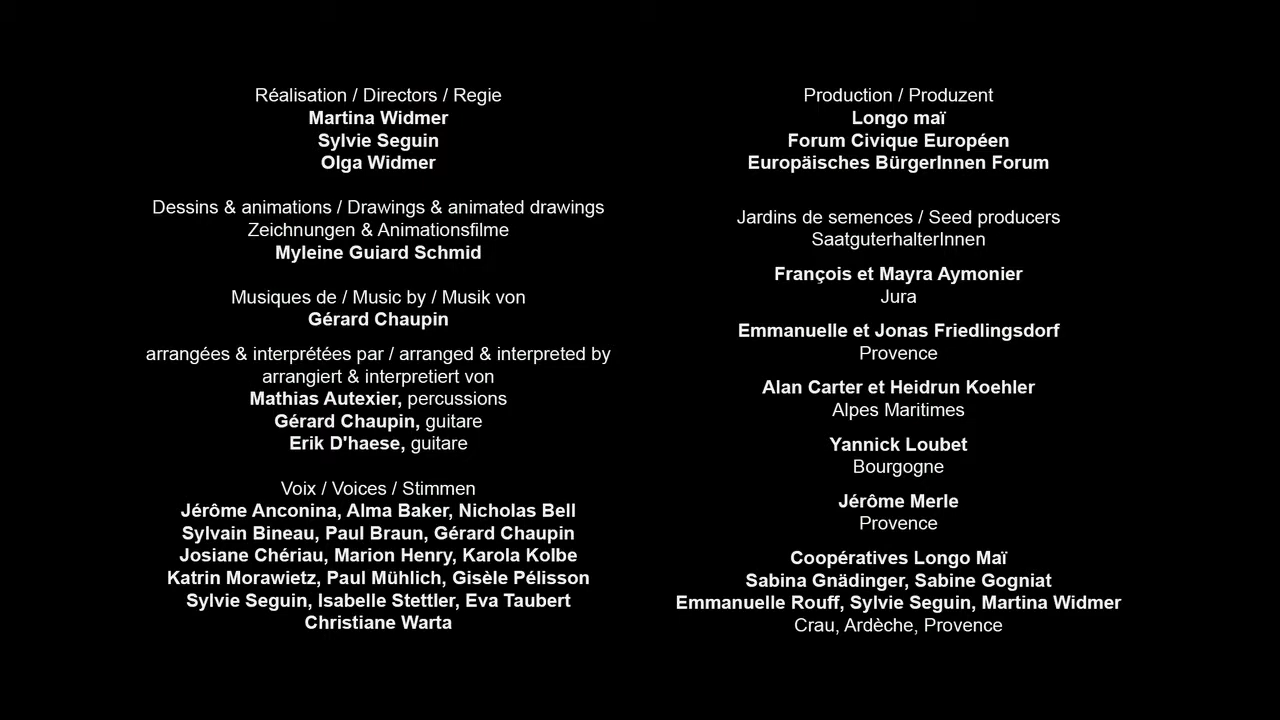 Réalisation / Directors / Regie
Martina Widmer
Sylvie Seguin
Olga Widmer
Dessins & animations / Drawings & animated drawings
Zeichnungen & Animationsfilme
Myleine Guiard Schmid
Musiques de / Music by / Musik von
Gérard Chaupin
arrangées & interprétées par / arranged & interpreted by
arrangiert & interpretiert von
Mathias Autexier, percussions
Gérard Chaupin, guitare
Erik D'haese, guitare
Voix / Voices / Stimmen
Jérôme Anconina, Alma Baker, Nicholas Bell
Sylvain Bineau, Paul Braun, Gérard Chaupin
Josiane Chériau, Marion Henry, Karola Kolbe
Katrin Morawietz, Paul Mühlich, Gisèle Pélisson
Sylvie Seguin, Isabelle Stettler, Eva Taubert
Christiane Warta
Production / Produzent
Longo maï
Forum Civique Européen
Europäisches BürgerInnen Forum
Jardins de semences / Seed producers
SaatguterhalterInnen
François et Mayra Aymonier
Jura
Emmanuelle et Jonas Friedlingsdorf
Provence
Alan Carter et Heidrun Koehler
Alpes Maritimes
Yannick Loubet
Bourgogne
Jérôme Merle
Provence
Coopératives Longo Maï
Sabina Gnädinger, Sabine Gogniat
Emmanuelle Rouff, Sylvie Seguin, Martina Widmer
Crau, Ardèche, Provence